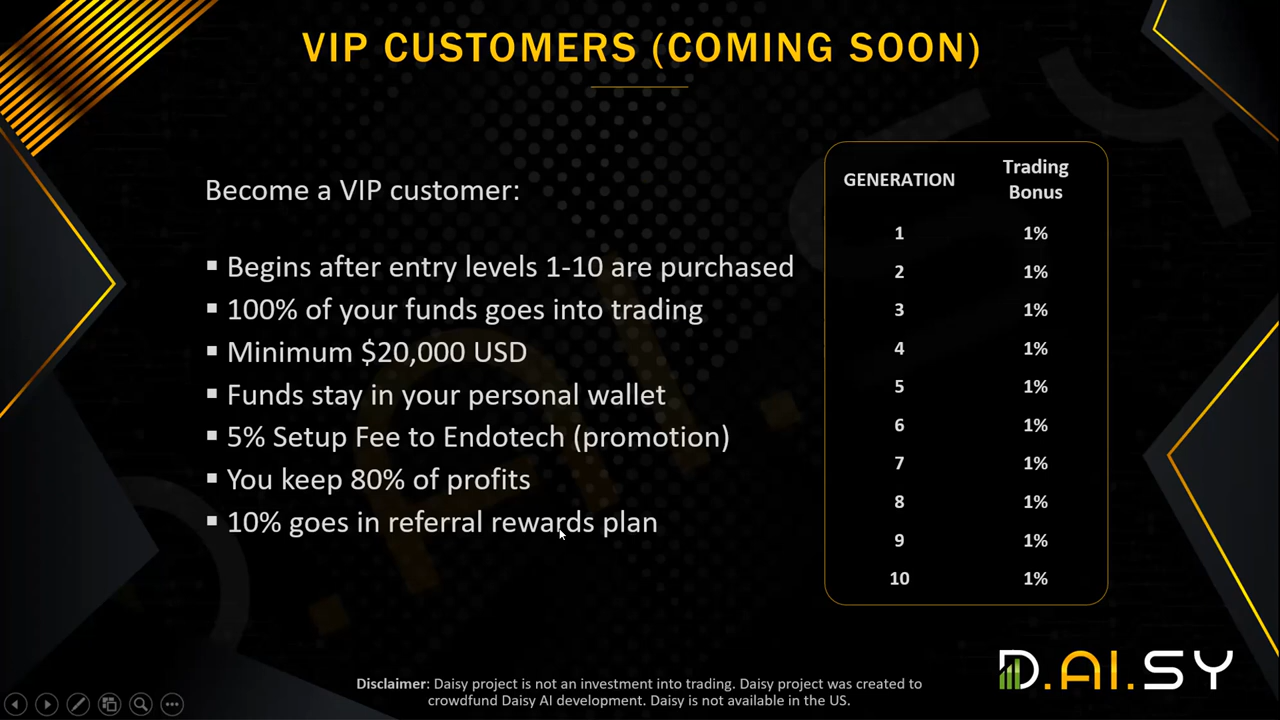 VIP CUSTOMERS (COMING SOON)
Become a VIP customer:
▪ Begins after entry levels 1-10 are purchased
▪ 100% of your funds goes into trading
▪ Minimum $20,000 USD
▪ Funds stay in your personal wallet
▪ 5% Setup Fee to Endotech (promotion)
▪ You keep 80% of profits
▪ 10% goes in referral rewards plan
GENERATION Trading Bonus
1 1%
2 1%
3 1%
4 1%
5 1%
6 1%
7 1%
8 1%
9 1%
10 1%
D.AI.SY
Disclaimer: Daisy project is not an investment into trading. Daisy project was created to
crowdfund Daisy AI development. Daisy is not available in the US.